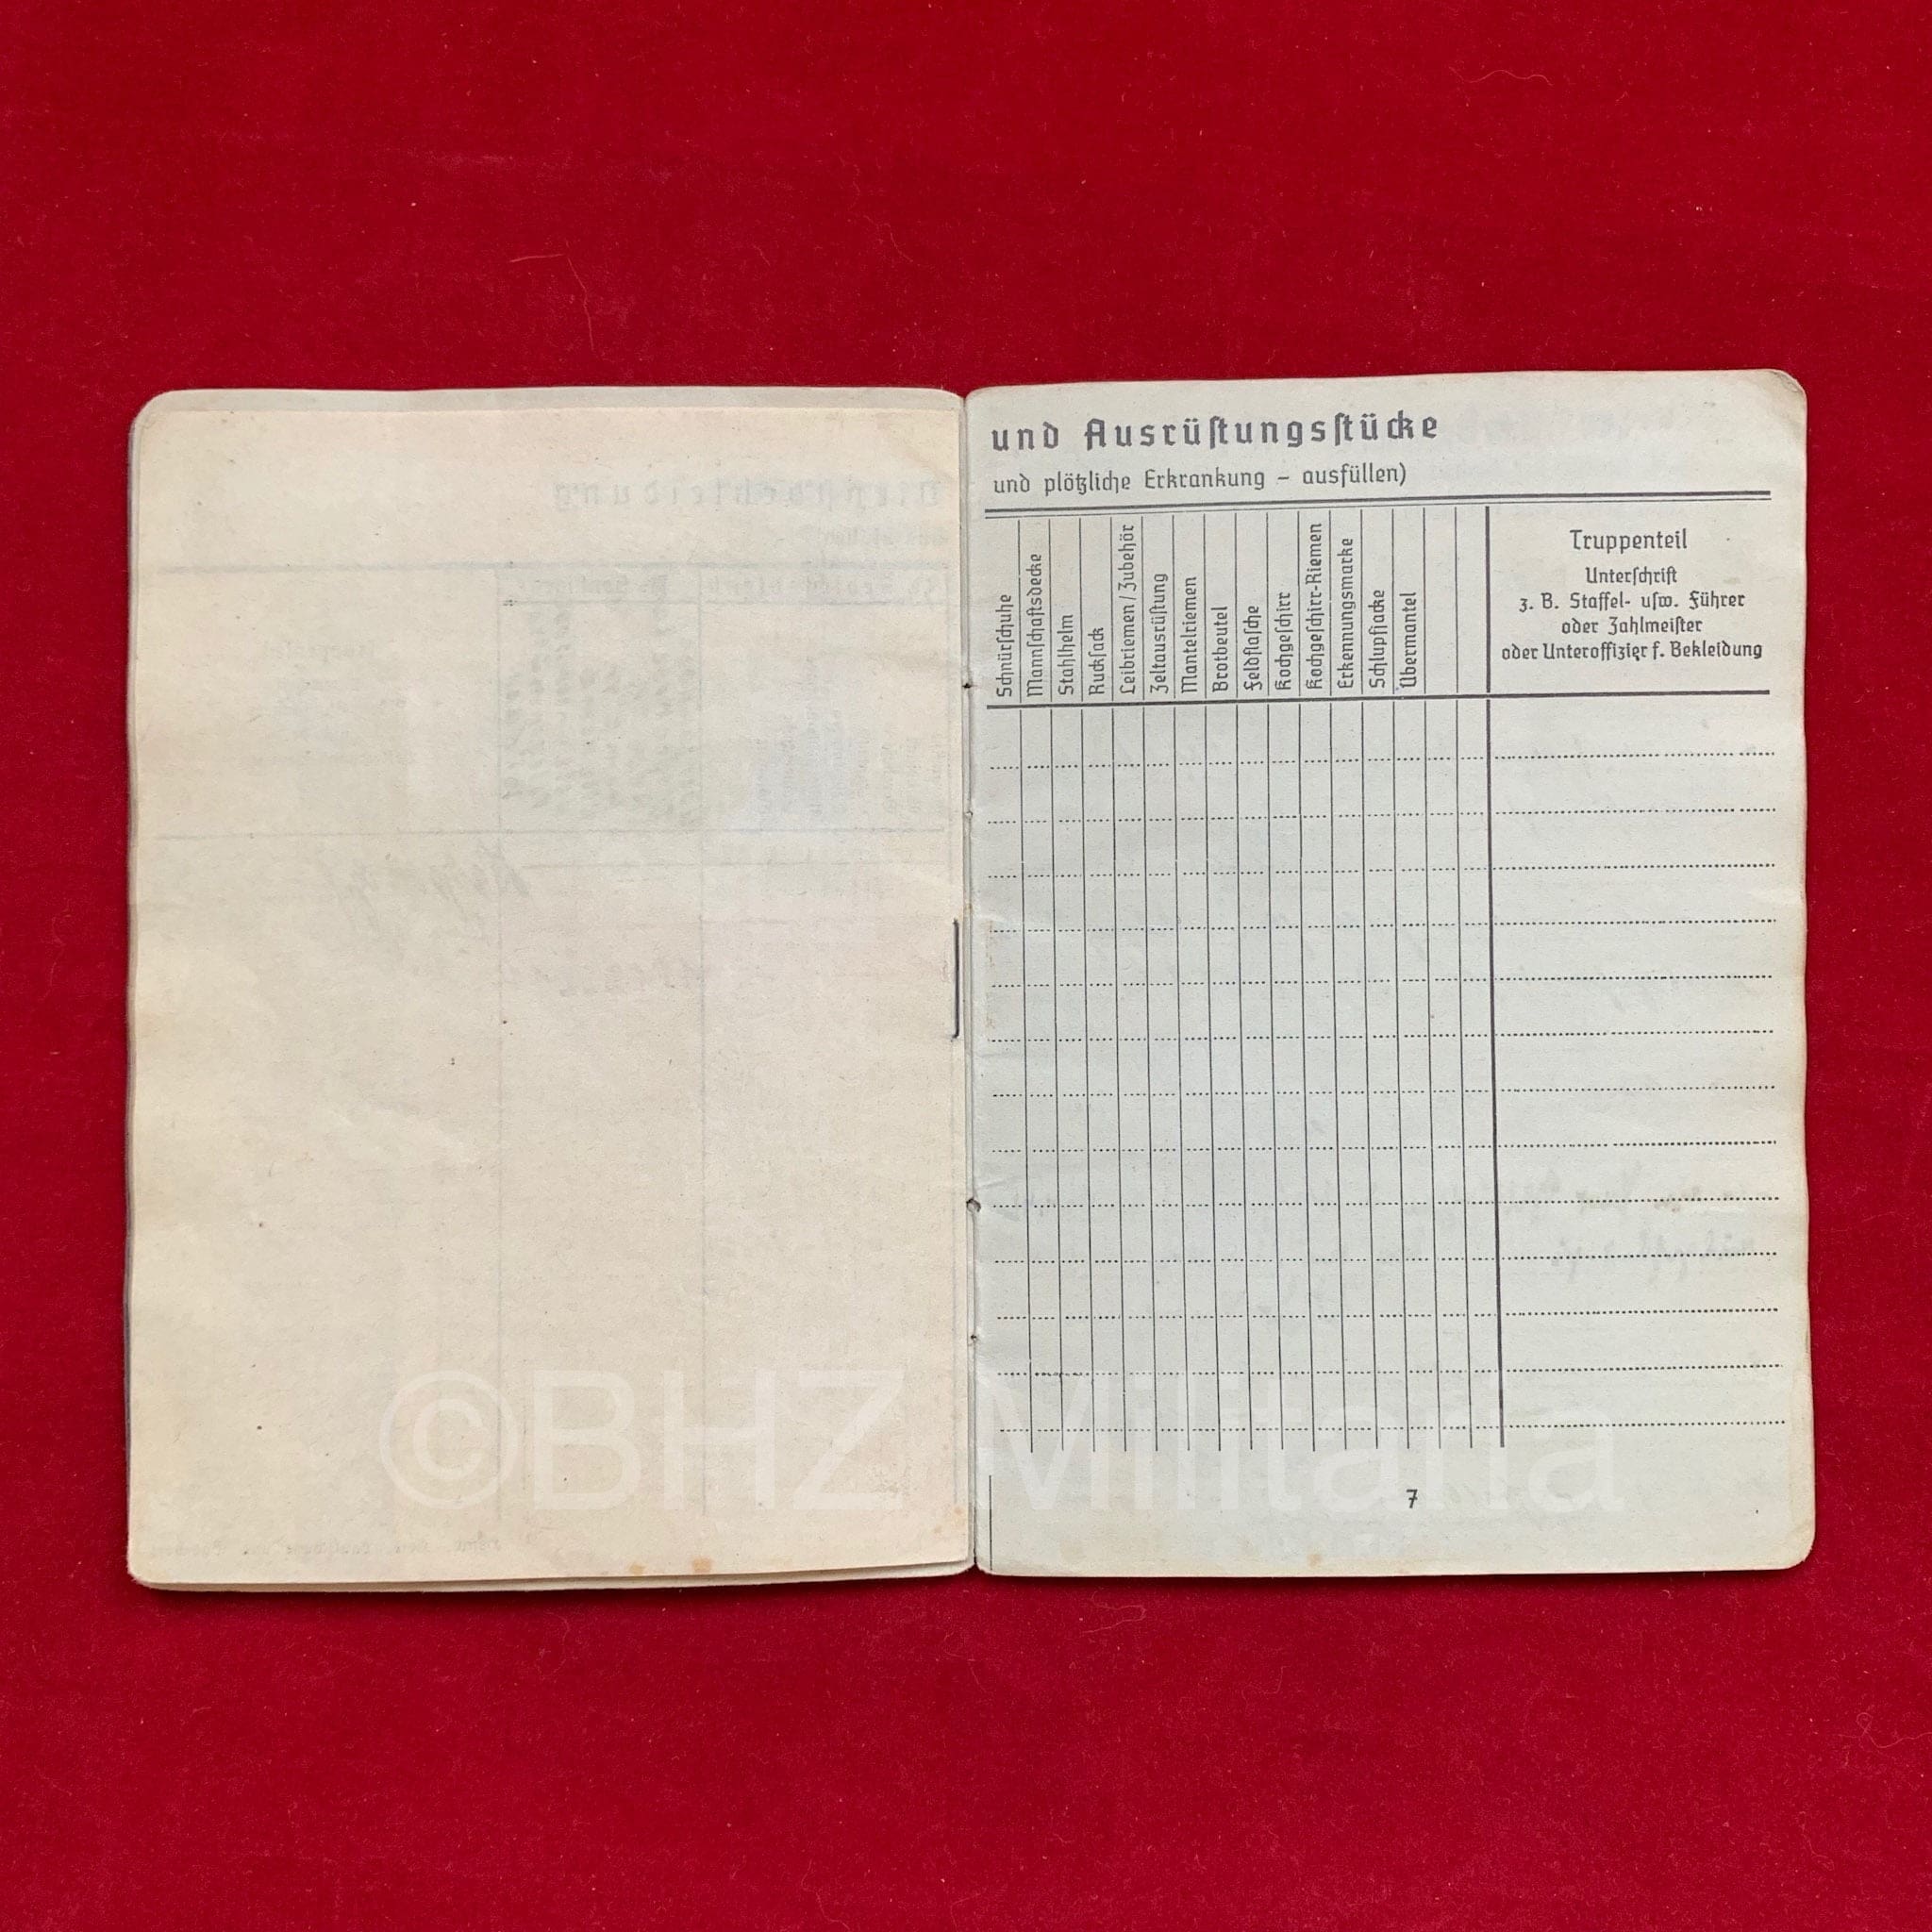 und Ausrüſtungsſtücke
und plötzliche Erkrankung – ausfüllen)
Schnürſchuhe
Mannſchaftsdecke
Stahlhelm
Ruckſack
Leibriemen / Zubehör
Zeltausrüſtung
Mantelriemen
Brotbeutel
Feldflaſche
Kochgeſchirr
Kochgeſchirr-Riemen
Erkennungsmarke
Schlupfjacke
Übermantel
Truppenteil
Unterſchrift
z. B. Staffel- uſw. Führer
oder Zahlmeiſter
oder Unteroffizier f. Bekleidung
7
©BHZ Militaria